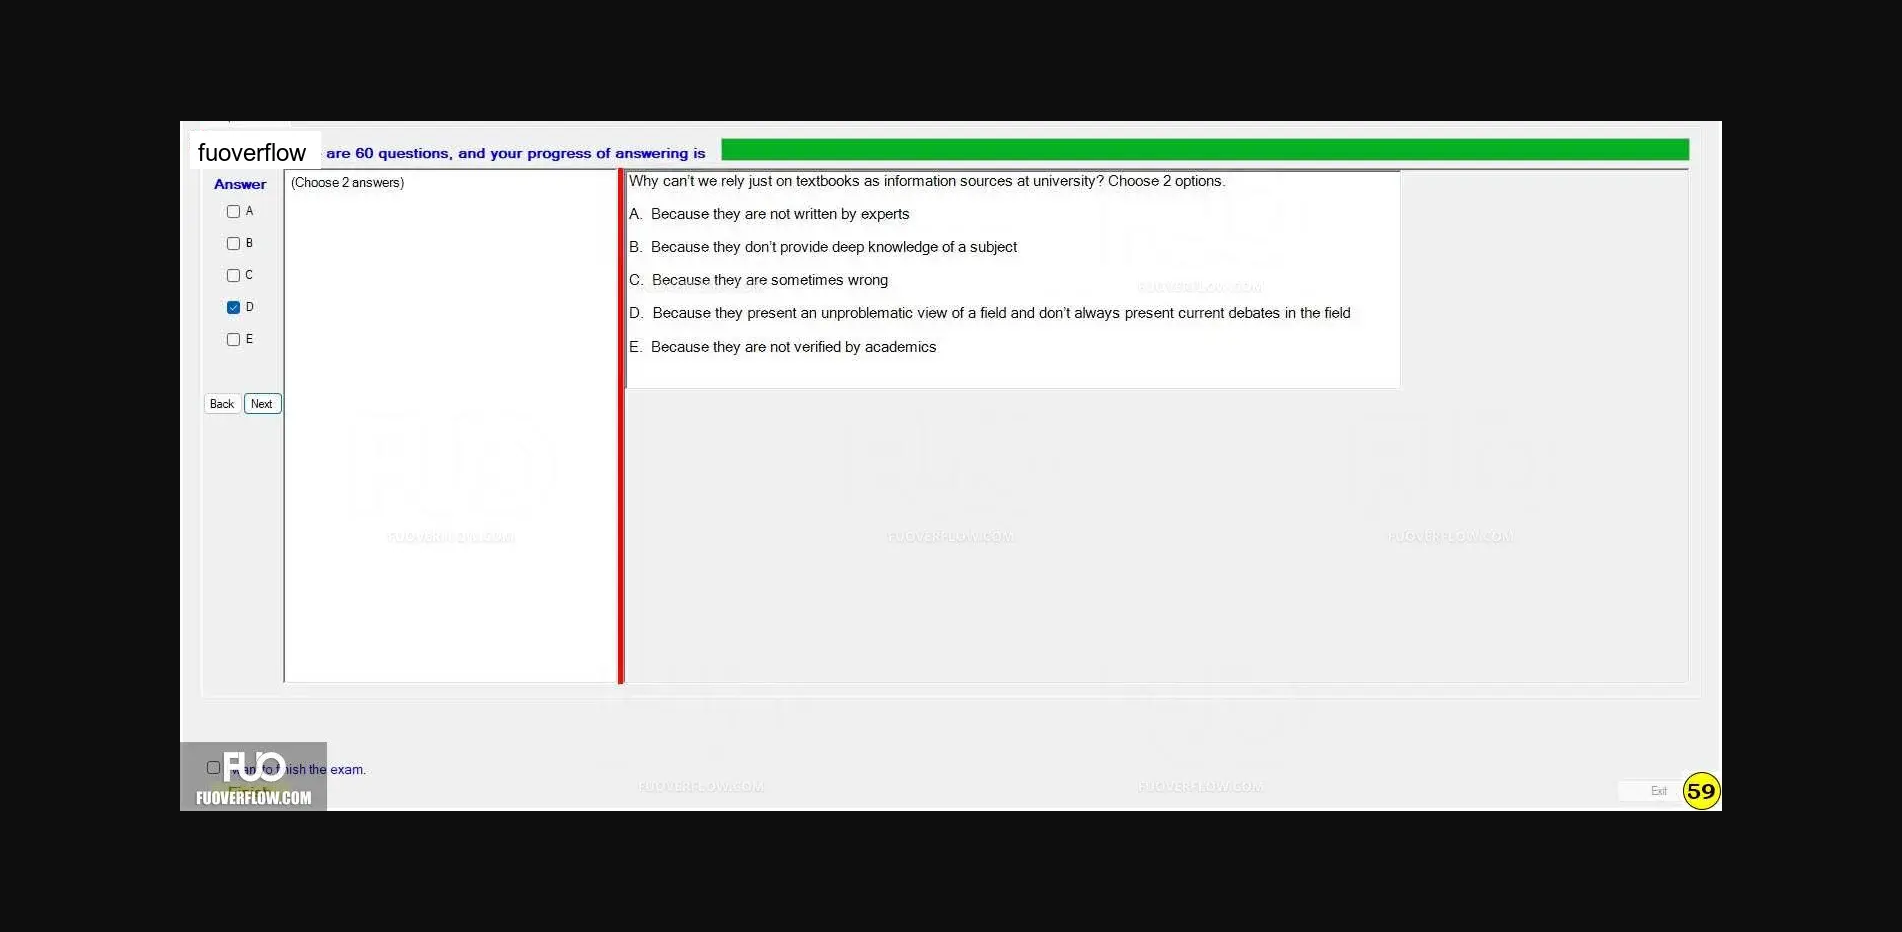 fuoverflow are 60 questions, and your progress of answering is
Answer
A
B
C
D
E
Back Next
(Choose 2 answers)
Why can’t we rely just on textbooks as information sources at university? Choose 2 options.
A. Because they are not written by experts
B. Because they don’t provide deep knowledge of a subject
C. Because they are sometimes wrong
D. Because they present an unproblematic view of a field and don’t always present current debates in the field
E. Because they are not verified by academics
FUOVERFLOW.COM
FUOVERFLOW.COM FUOVERFLOW.COM FUOVERFLOW.COM
FUO
want to finish the exam.
Finish
FUOVERFLOW.COM
FUOVERFLOW.COM FUOVERFLOW.COM
Exit
59